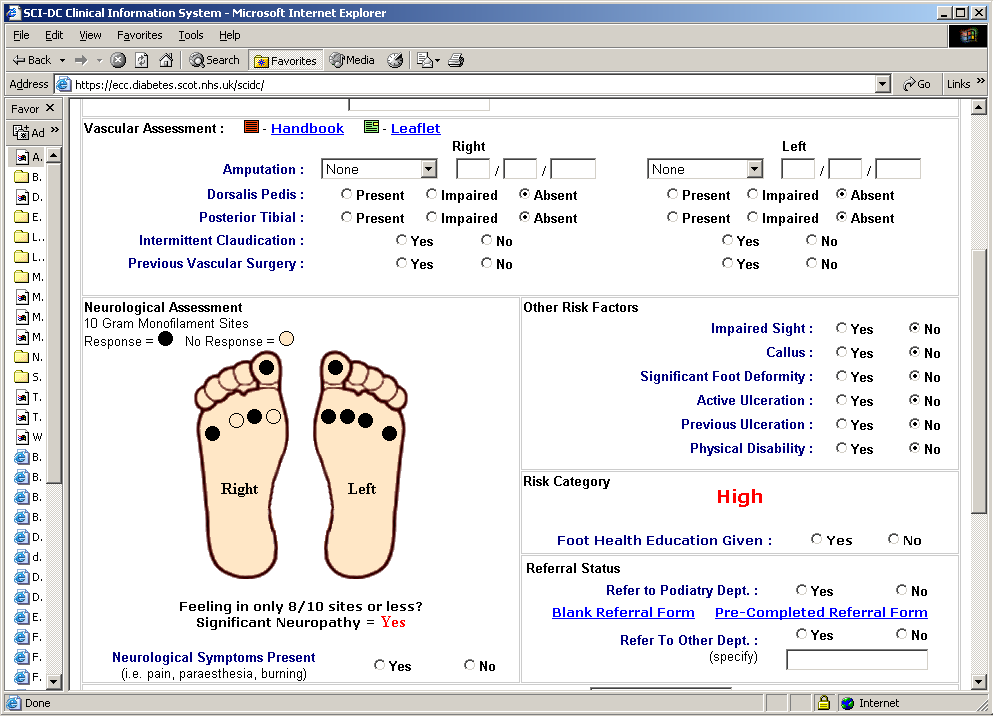 SCI-DC Clinical Information System - Microsoft Internet Explorer
File Edit View Favorites Tools Help
Back Search Favorites Media
Address https://ecc.diabetes.scot.nhs.uk/scidc/ Go Links »
Favor ×
Ad »
A.
B.
D.
E.
L..
L..
M.
M.
M.
M.
N.
S.
T.
T.
W
B.
B.
B.
B.
D.
d.
D.
D.
E.
F.
F.
F.
Vascular Assessment : - Handbook - Leaflet
Right Left
Amputation : None / / None / /
Dorsalis Pedis : Present Impaired Absent Present Impaired Absent
Posterior Tibial : Present Impaired Absent Present Impaired Absent
Intermittent Claudication : Yes No Yes No
Previous Vascular Surgery : Yes No Yes No
Neurological Assessment
10 Gram Monofilament Sites
Response = No Response =
Right Left
Feeling in only 8/10 sites or less?
Significant Neuropathy = Yes
Neurological Symptoms Present Yes No
(i.e. pain, paraesthesia, burning)
Other Risk Factors
Impaired Sight : Yes No
Callus : Yes No
Significant Foot Deformity : Yes No
Active Ulceration : Yes No
Previous Ulceration : Yes No
Physical Disability : Yes No
Risk Category
High
Foot Health Education Given : Yes No
Referral Status
Refer to Podiatry Dept. : Yes No
Blank Referral Form Pre-Completed Referral Form
Refer To Other Dept. : Yes No
(specify)
Done Internet